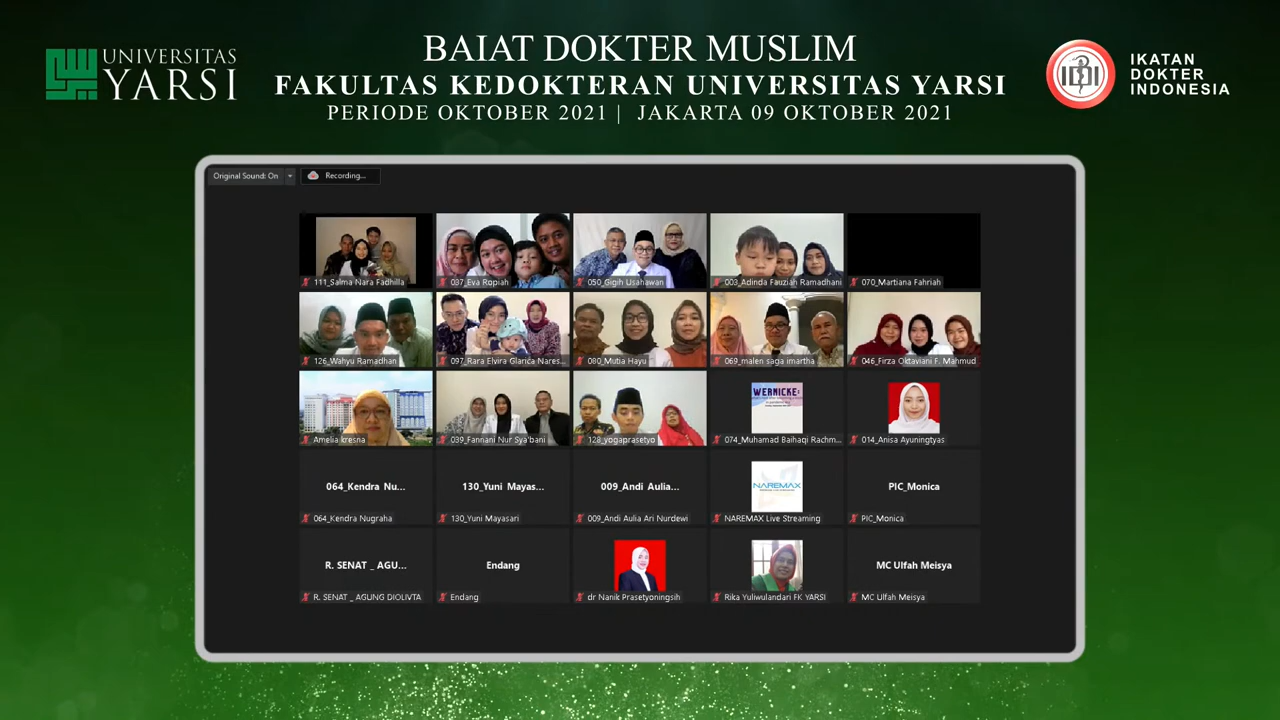 UNIVERSITAS
YARSI
BAIAT DOKTER MUSLIM
FAKULTAS KEDOKTERAN UNIVERSITAS YARSI
PERIODE OKTOBER 2021 | JAKARTA 09 OKTOBER 2021
IDI
IKATAN
DOKTER
INDONESIA
Original Sound: On
Recording...
111_Salma Nara Fadhilla
037_Eva Ropiah
050_Gigih Lisahawan
003_Adinda Fauziah Ramadhani
070_Martiana Fahriah
126_Wahyu Ramadhan
097_Rara Elvira Glarica Nares...
080_Mutia Hayu
069_malen saga imartha
046_Firza Oktaviani F. Mahmud
Amelia kresna
039_Fannani Nur Sya'bani
128_yogaprasetyo
WERNICKE:
074_Muhamad Baihaqi Rachm...
014_Anisa Ayuningtyas
064_Kendra Nu...
130_Yuni Mayas...
009_Andi Aulia...
NAREMAX
PIC_Monica
064_Kendra Nugraha
130_Yuni Mayasari
009_Andi Aulia Ari Nurdewi
NAREMAX Live Streaming
PIC_Monica
R. SENAT _ AGU...
Endang
MC Ulfah Meisya
R. SENAT _ AGUNG DIOLIVTA
Endang
dr Nanik Prasetyoningsih
Rika Yuliwulandari FK YARSI
MC Ulfah Meisya